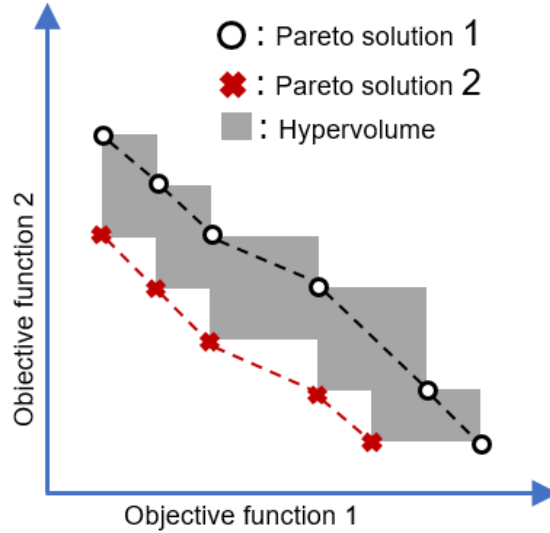 : Pareto solution 1
: Pareto solution 2
: Hypervolume
Objective function 2
Objective function 1